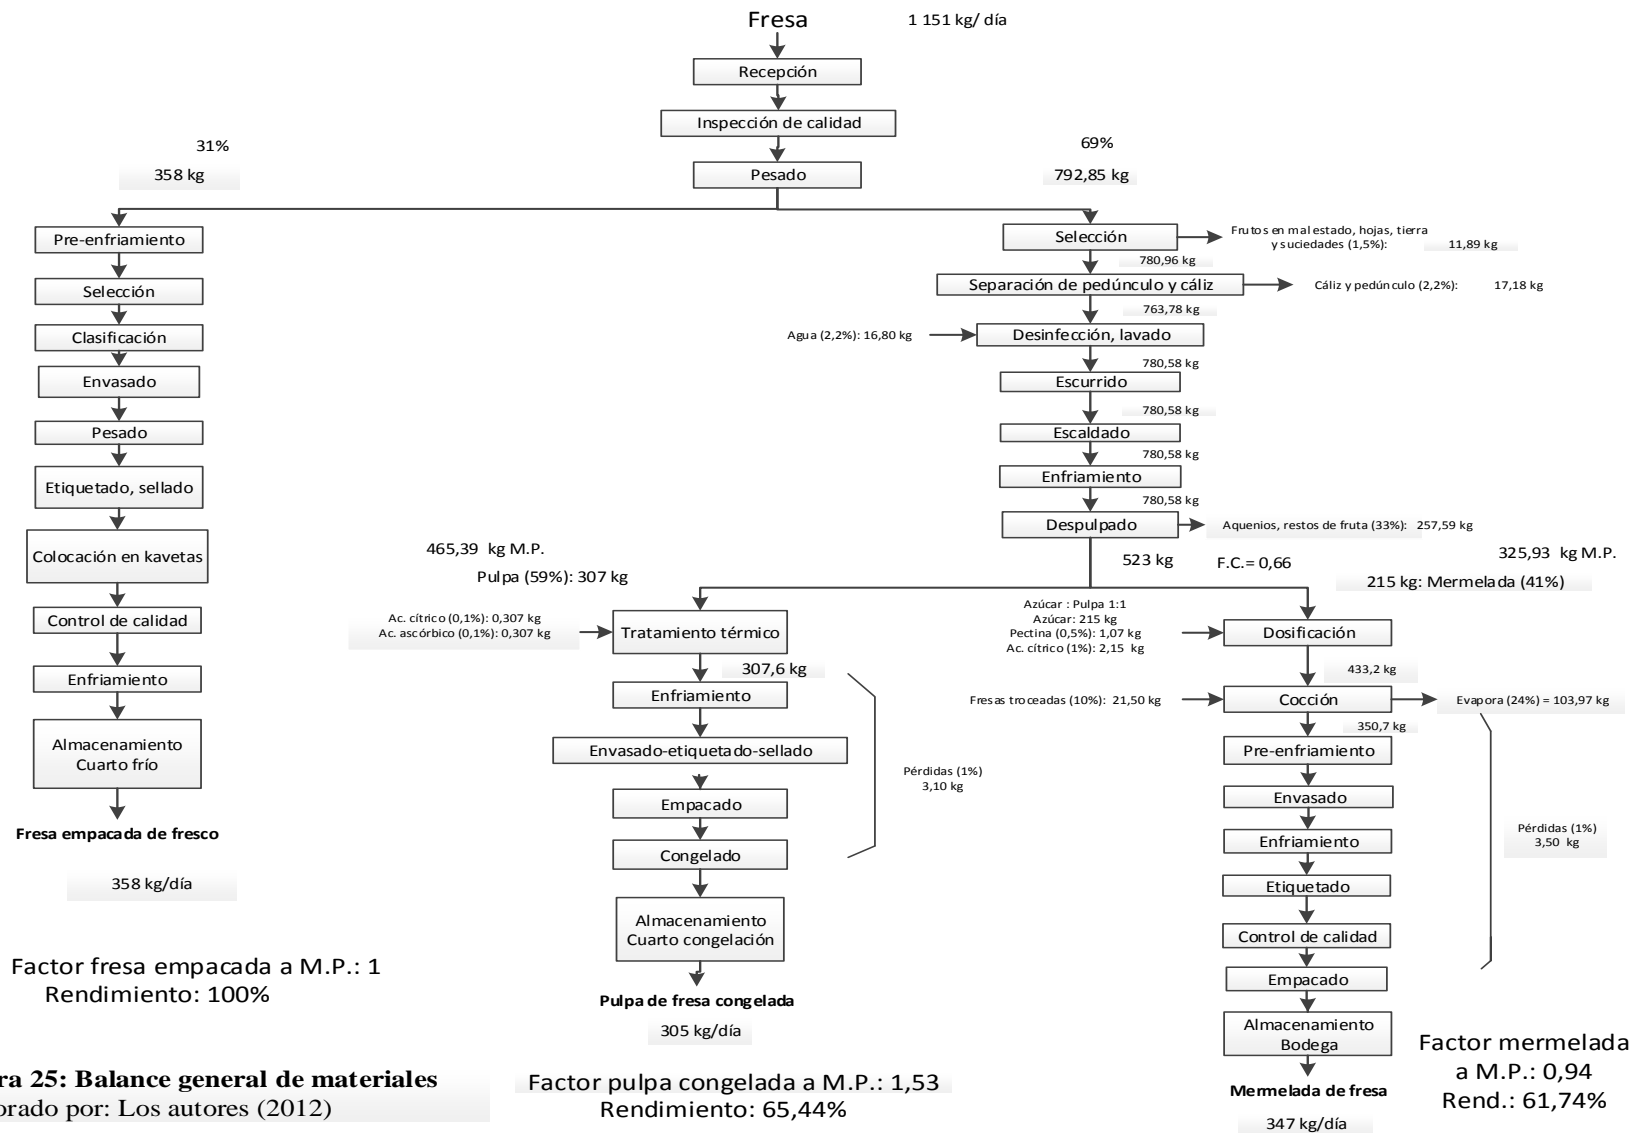 Fresa
1 151 kg/ día
Recepción
Inspección de calidad
Pesado
31%
358 kg
69%
792,85 kg
Pre-enfriamiento
Selección
Clasificación
Envasado
Pesado
Etiquetado, sellado
Colocación en kavetas
Control de calidad
Enfriamiento
Almacenamiento
Cuarto frío
Fresa empacada de fresco
358 kg/día
Factor fresa empacada a M.P.: 1
Rendimiento: 100%
Selección
Frutos en mal estado, hojas, tierra
y suciedades (1,5%): 11,89 kg
780,96 kg
Separación de pedúnculo y cáliz
Cáliz y pedúnculo (2,2%): 17,18 kg
763,78 kg
Agua (2,2%): 16,80 kg
Desinfección, lavado
780,58 kg
Escurrido
780,58 kg
Escaldado
780,58 kg
Enfriamiento
780,58 kg
Despulpado
Aquenios, restos de fruta (33%): 257,59 kg
523 kg
F.C.= 0,66
465,39 kg M.P.
Pulpa (59%): 307 kg
Ac. cítrico (0,1%): 0,307 kg
Ac. ascórbico (0,1%): 0,307 kg
Tratamiento térmico
307,6 kg
Enfriamiento
Envasado-etiquetado-sellado
Empacado
Congelado
Pérdidas (1%)
3,10 kg
Almacenamiento
Cuarto congelación
Pulpa de fresa congelada
305 kg/día
Factor pulpa congelada a M.P.: 1,53
Rendimiento: 65,44%
325,93 kg M.P.
215 kg: Mermelada (41%)
Azúcar : Pulpa 1:1
Azúcar: 215 kg
Pectina (0,5%): 1,07 kg
Ac. cítrico (1%): 2,15 kg
Dosificación
433,2 kg
Fresas troceadas (10%): 21,50 kg
Cocción
Evapora (24%) = 103,97 kg
350,7 kg
Pre-enfriamiento
Envasado
Enfriamiento
Etiquetado
Control de calidad
Empacado
Pérdidas (1%)
3,50 kg
Almacenamiento
Bodega
Mermelada de fresa
347 kg/día
Factor mermelada
a M.P.: 0,94
Rend.: 61,74%
ra 25: Balance general de materiales
orado por: Los autores (2012)